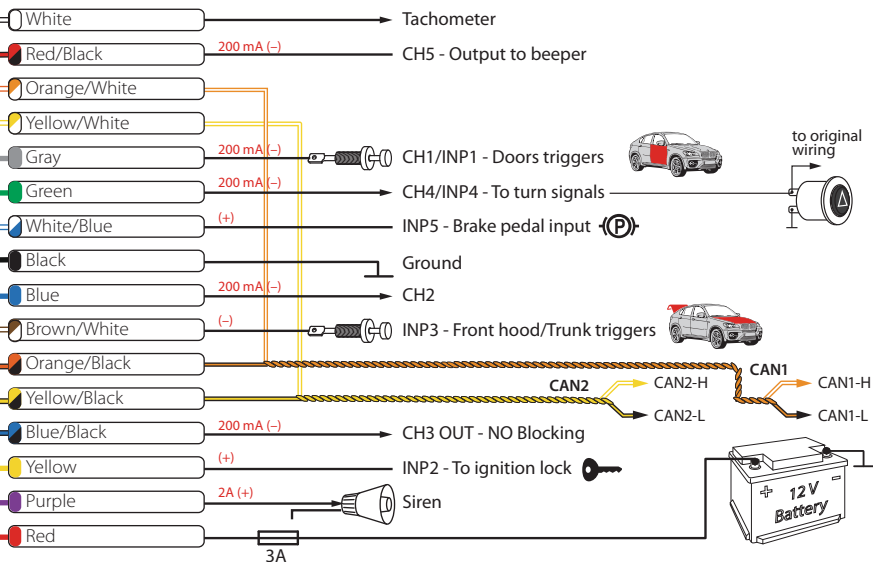 White Tachometer
Red/Black 200 mA (–) CH5 - Output to beeper
Orange/White
Yellow/White
to original
wiring
Gray 200 mA (–) CH1/INP1 - Doors triggers
Green 200 mA (–) CH4/INP4 - To turn signals
White/Blue (+) INP5 - Brake pedal input (P)
Black Ground
Blue 200 mA (–) CH2
Brown/White (–) INP3 - Front hood/Trunk triggers
Orange/Black
CAN1
CAN2 CAN2-H CAN1-H
Yellow/Black
CAN2-L CAN1-L
Blue/Black 200 mA (–) CH3 OUT - NO Blocking
Yellow (+) INP2 - To ignition lock
Purple 2A (+) Siren
+ –
12 V
Battery
Red
3A